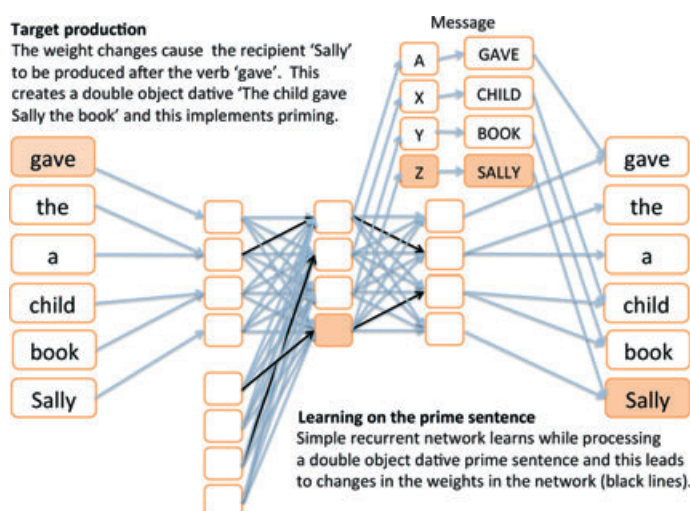 Target production
The weight changes cause the recipient ‘Sally’
to be produced after the verb ‘gave’. This
creates a double object dative ‘The child gave
Sally the book’ and this implements priming.
Message
A
GAVE
X
CHILD
Y
BOOK
Z
SALLY
gave
the
a
child
book
Sally
gave
the
a
child
book
Sally
Learning on the prime sentence
Simple recurrent network learns while processing
a double object dative prime sentence and this leads
to changes in the weights in the network (black lines).